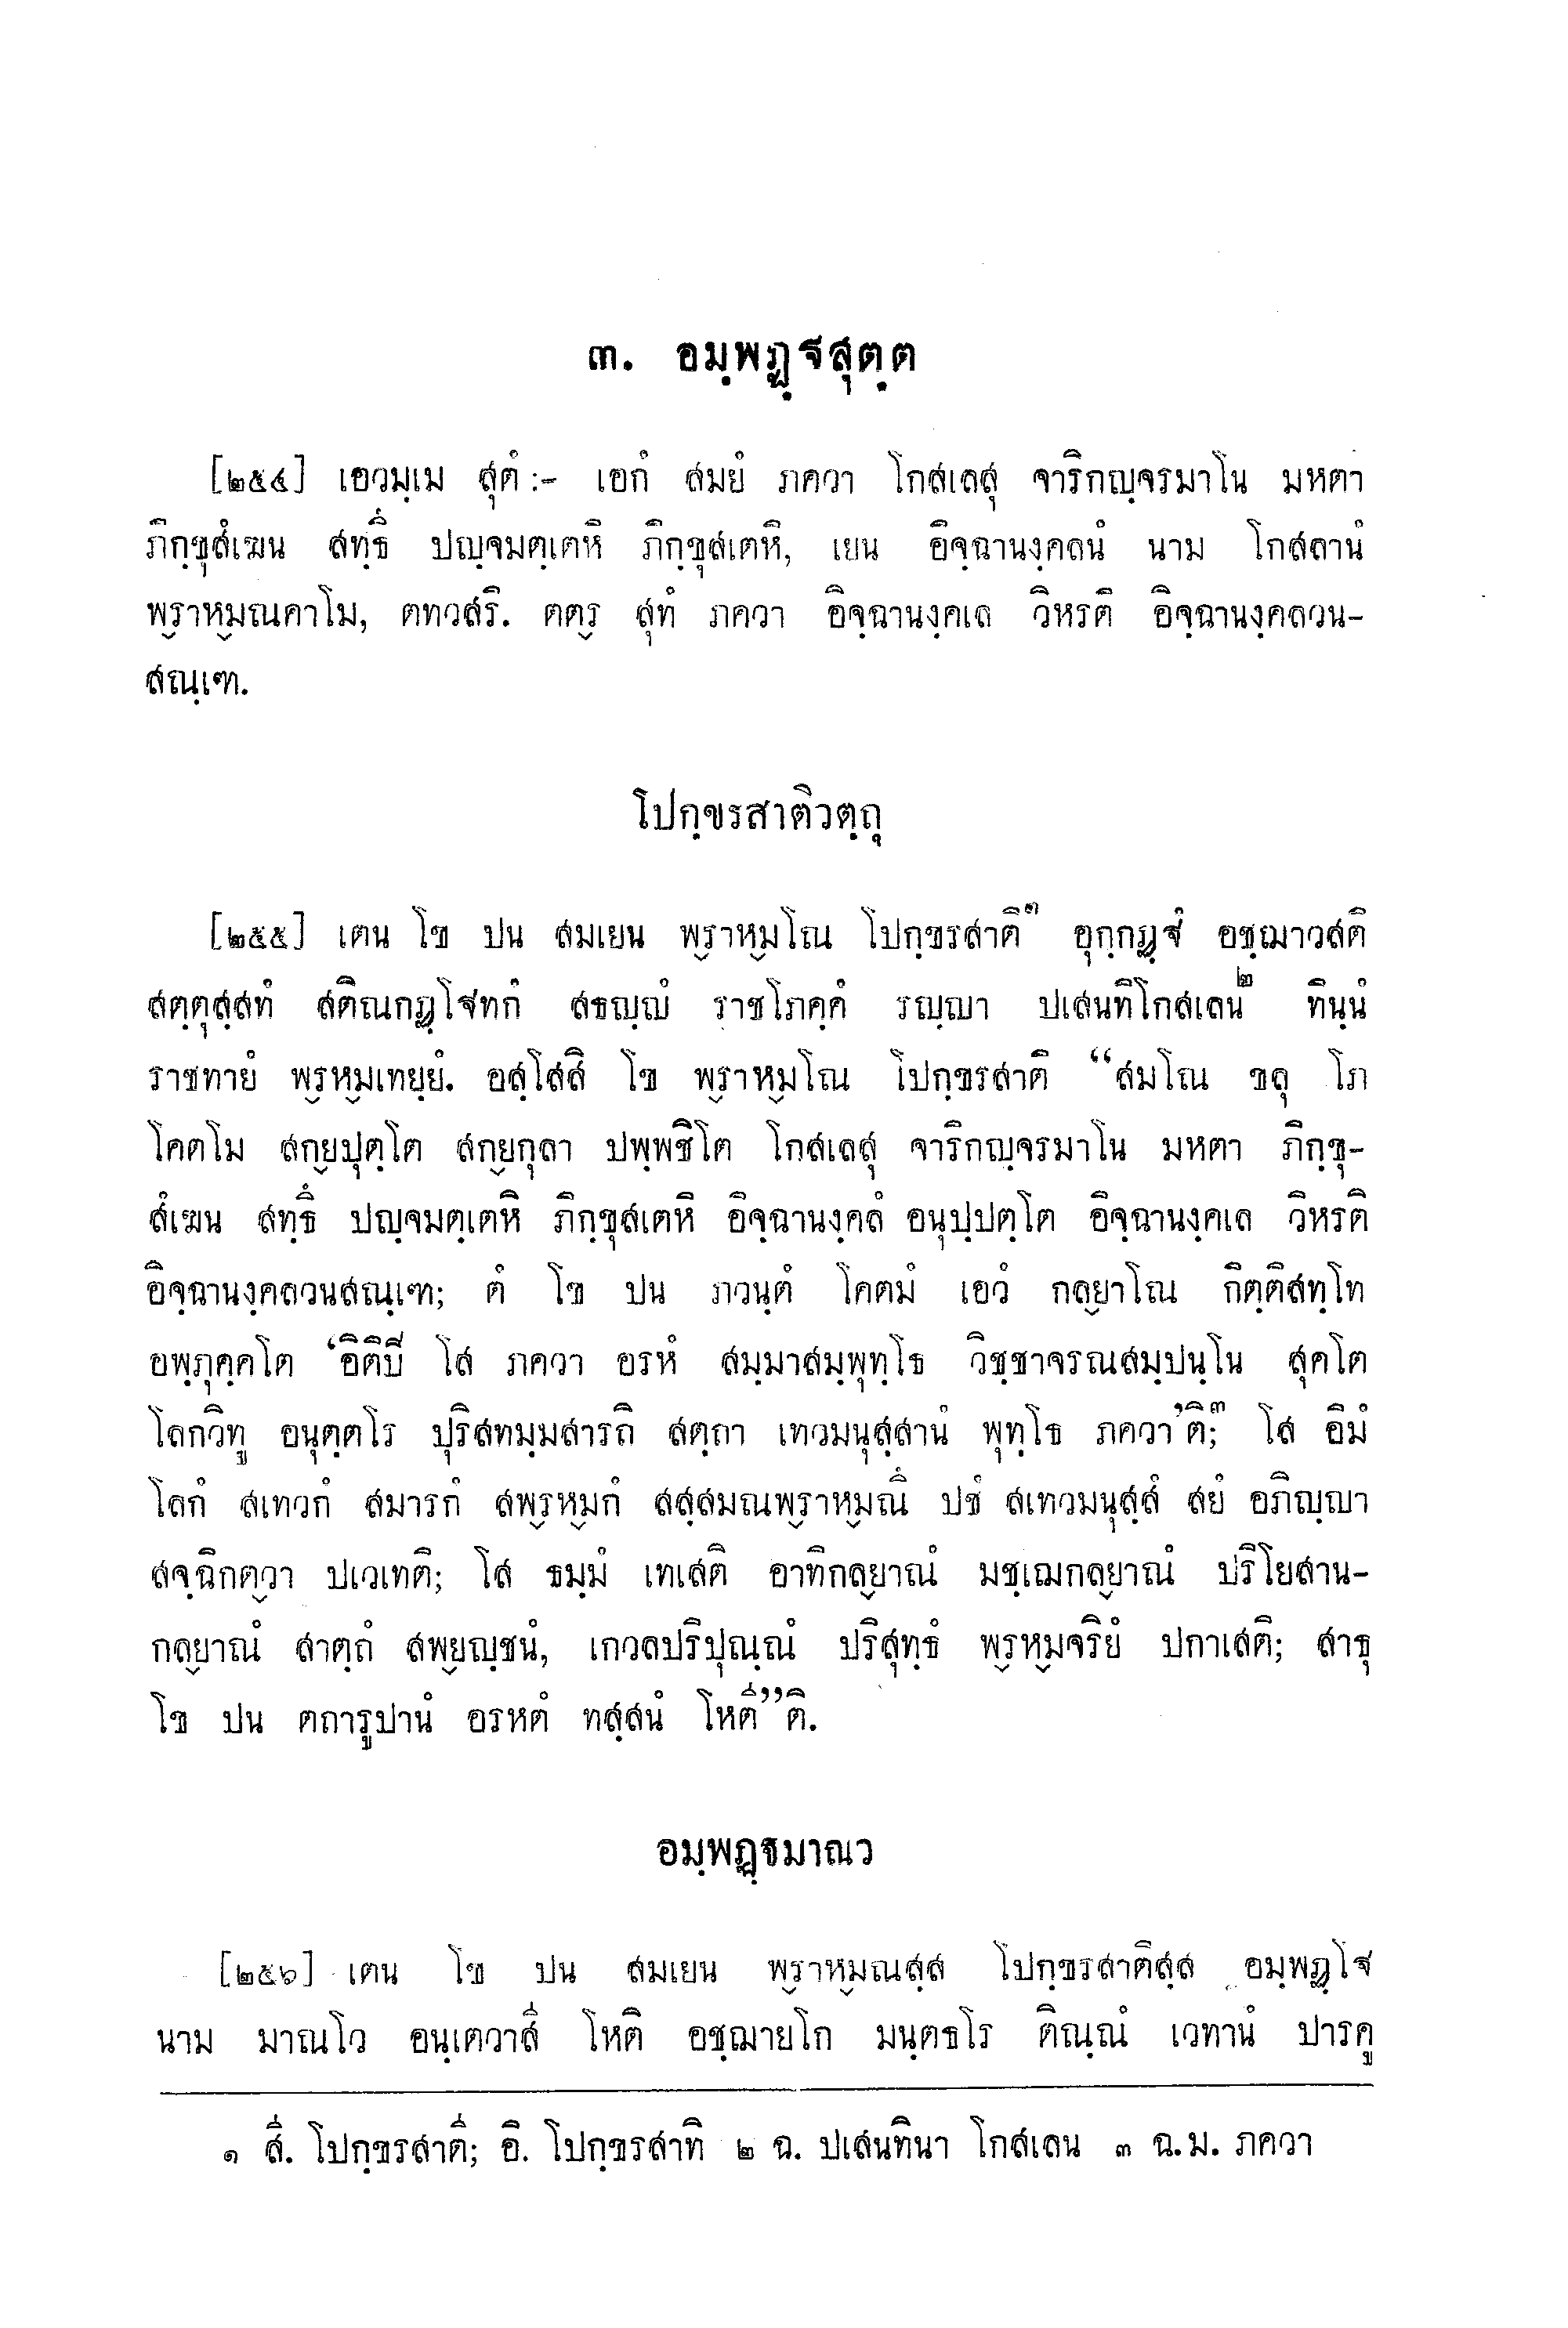 ๓. อมฺพฏฺฐสุตฺต
[๒๕๔] เอวมฺเม สุตํ :- เอกํ สมยํ ภควา โกสเลสุ จาริกญฺจรมาโน มหตา
ภิกฺขุสํเฆน สทฺธึ ปญฺจมตฺเตหิ ภิกฺขุสเตหิ, เยน อิจฺฉานงฺคลนํ นาม โกสลานํ
พ๎ราห๎มณคาโม, ตทวสริ. ตต๎ร สุทํ ภควา อิจฺฉานงฺคเล วิหรติ อิจฺฉานงฺคลวน-
สณฺเฑ.
โปกฺขรสาติวตฺถุ
[๒๕๕] เตน โข ปน สมเยน พ๎ราห๎มโณ โปกฺขรสาติ๑ อุกฺกฏฺฐํ อชฺฌาวสติ
สตฺตุสฺสทํ สติณกฏฺโฐทกํ สธญฺญํ ราชโภคฺคํ รญฺญา ปเสนทิโกสเลน๒ ทินฺนํ
ราชทายํ พ๎รห๎มเทยฺยํ. อสฺโสสิ โข พ๎ราห๎มโณ โปกฺขรสาติ “สมโณ ขลุ โภ
โคตโม สก๎ยปุตฺโต สก๎ยกุลา ปพฺพชิโต โกสเลสุ จาริกญฺจรมาโน มหตา ภิกฺขุ-
สํเฆน สทฺธึ ปญฺจมตฺเตหิ ภิกฺขุสเตหิ อิจฺฉานงฺคลํ อนุปฺปตฺโต อิจฺฉานงฺคเล วิหรติ
อิจฺฉานงฺคลวนสณฺเฑ; ตํ โข ปน ภวนฺตํ โคตมํ เอวํ กล๎ยาโณ กิตฺติสทฺโท
อพฺภุคฺคโต ‘อิติปี โส ภควา อรหํ สมฺมาสมฺพุทฺโธ วิชฺชาจรณสมฺปนฺโน สุคโต
โลกวิทู อนุตฺตโร ปุริสทมฺมสารถิ สตฺถา เทวมนุสฺสานํ พุทฺโธ ภควา’ติ;๓ โส อิมํ
โลกํ สเทวกํ สมารกํ สพ๎รห๎มกํ สสฺสมณพ๎ราห๎มณึ ปชํ สเทวมนุสฺสํ สยํ อภิญฺญา
สจฺฉิกต๎วา ปเวเทติ; โส ธมฺมํ เทเสติ อาทิกล๎ยาณํ มชฺเฌกล๎ยาณํ ปริโยสาน-
กล๎ยาณํ สาตฺถํ สพ๎ยญฺชนํ, เกวลปริปุณฺณํ ปริสุทฺธํ พ๎รห๎มจริยํ ปกาเสติ; สาธุ
โข ปน ตถารูปานํ อรหตํ ทสฺสนํ โหตี”ติ.
อมฺพฏฺฐมาณว
[๒๕๖] เตน โข ปน สมเยน พ๎ราห๎มณสฺส โปกฺขรสาติสฺส อมฺพฏฺโฐ
นาม มาณโว อนฺเตวาสี โหติ อชฺฌายโก มนฺตธโร ติณฺณํ เวทานํ ปารคู
๑ สี. โปกฺขรสาตี; อิ. โปกฺขรสาทิ ๒ ฉ. ปเสนทินา โกสเลน ๓ ฉ.ม. ภควา